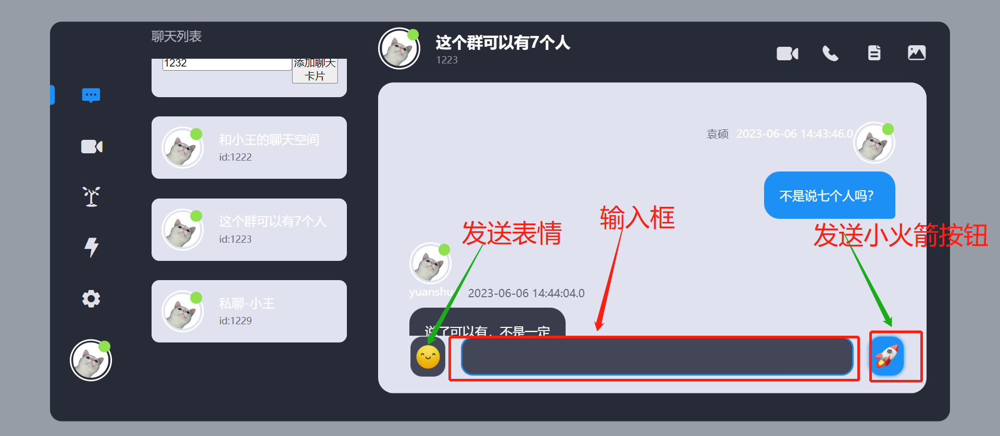 聊天列表
1232
添加聊天
卡片
和小王的聊天空间
id:1222
这个群可以有7个人
id:1223
私聊-小王
id:1229
这个群可以有7个人
1223
袁硕 2023-06-06 14:43:46.0
不是说七个人吗?
输入框
发送表情
发送小火箭按钮
2023-06-06 14:44:04.0
说了可以有，不是一定